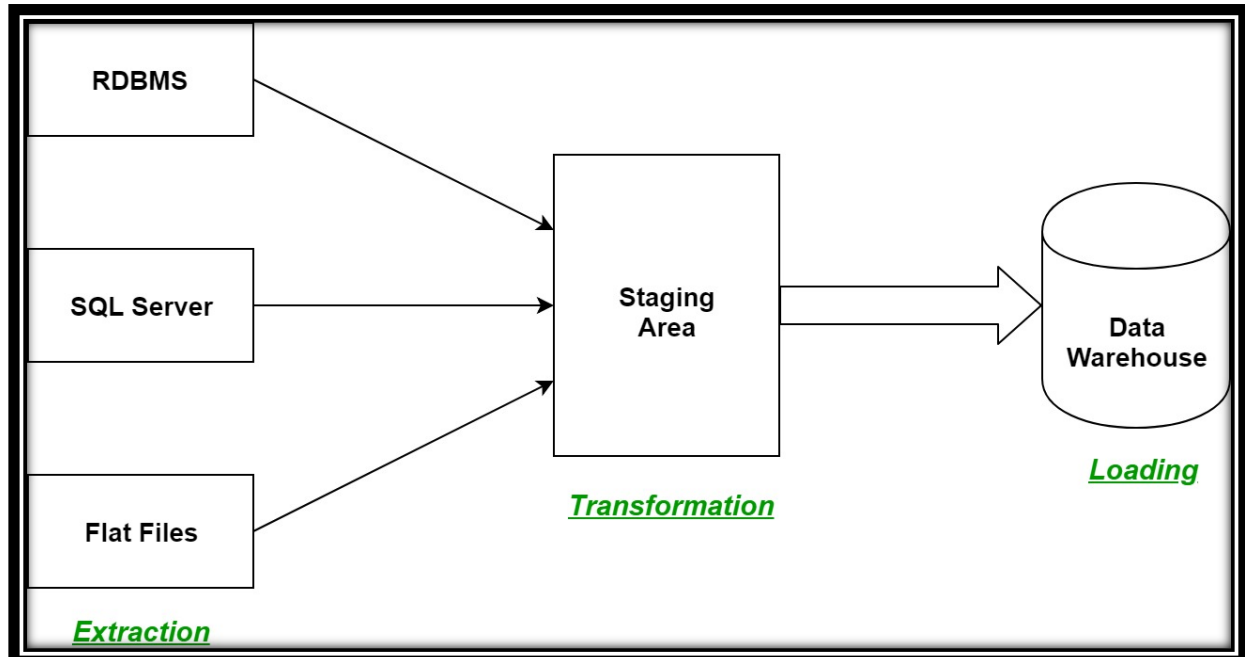 RDBMS
SQL Server
Flat Files
Extraction
Staging
Area
Transformation
Data
Warehouse
Loading